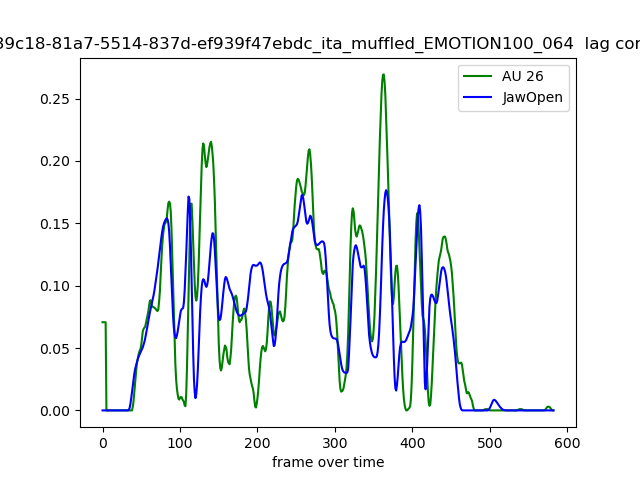 39c18-81a7-5514-837d-ef939f47ebdc_ita_muffled_EMOTION100_064 lag cor
AU 26
JawOpen
0.25
0.20
0.15
0.10
0.05
0.00
0 100 200 300 400 500 600
frame over time